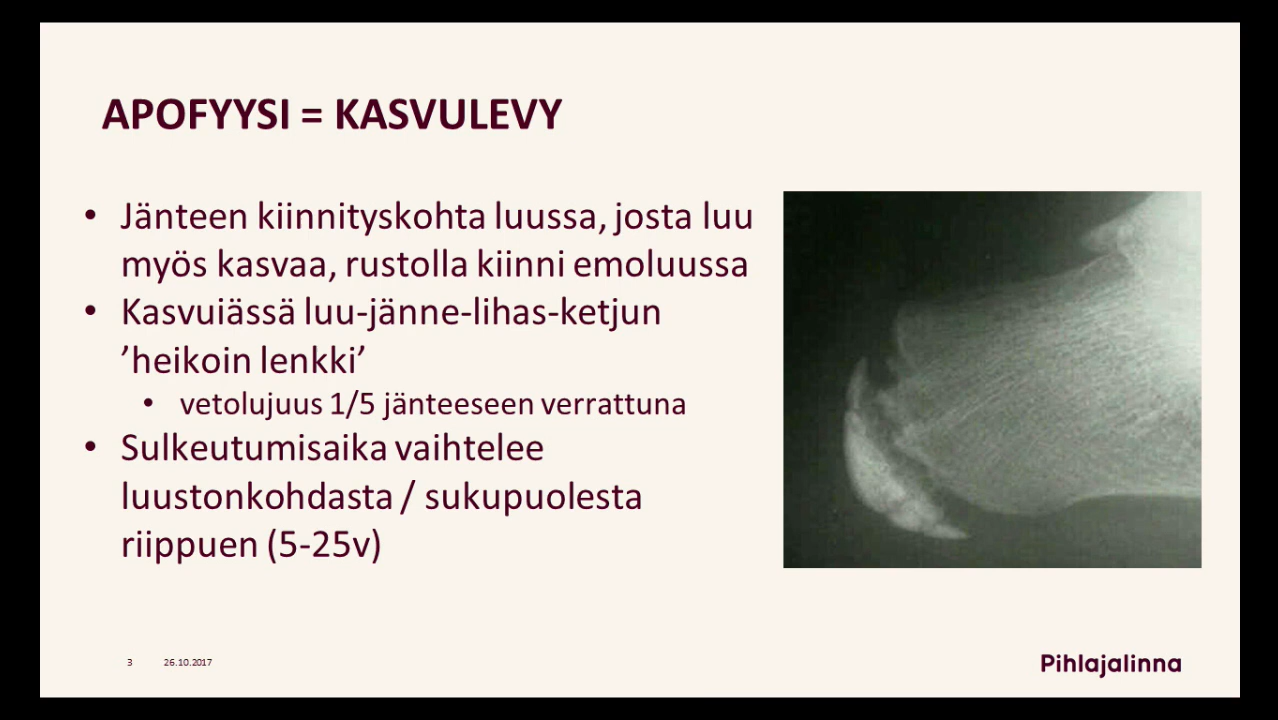 APOFYYSI = KASVULEVY
• Jänteen kiinnityskohta luussa, josta luu
myös kasvaa, rustolla kiinni emoluussa
• Kasvuiässä luu-jänne-lihas-ketjun
’heikoin lenkki’
• vetolujuus 1/5 jänteeseen verrattuna
• Sulkeutumisaika vaihtelee
luustonkohdasta / sukupuolesta
riippuen (5-25v)
3 26.10.2017
Pihlajalinna